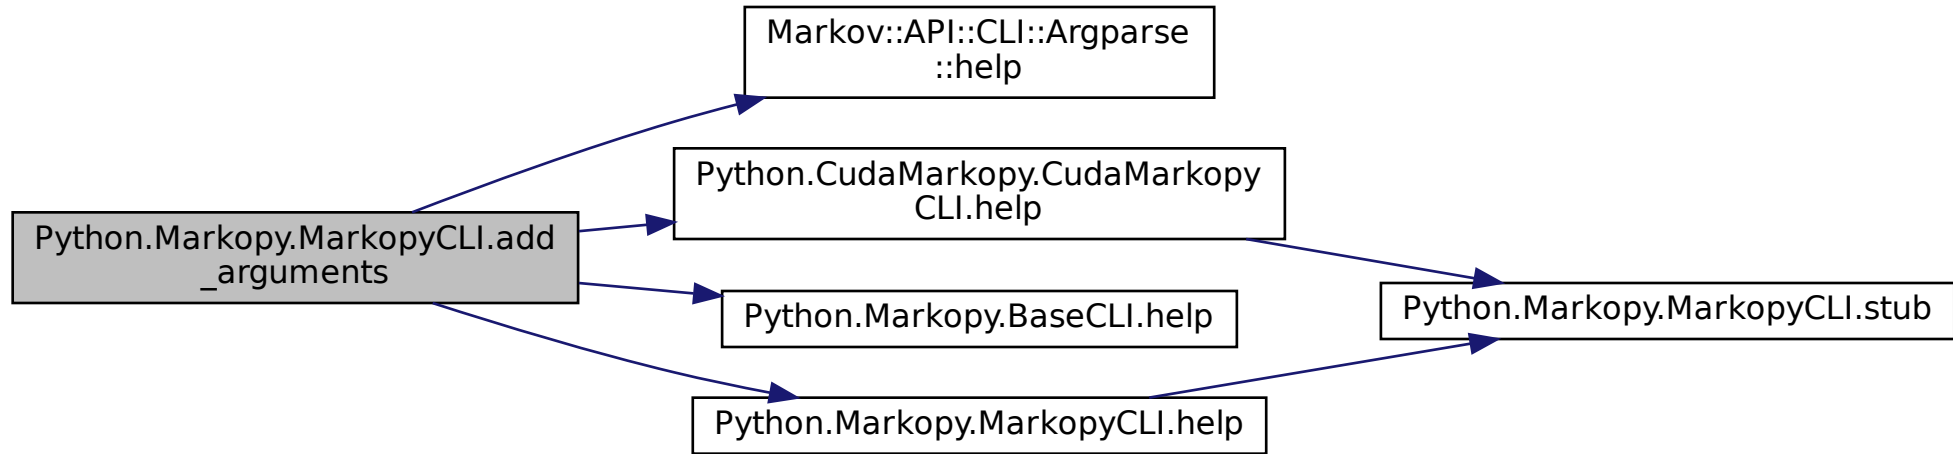 Markov::API::CLI::Argparse
::help
Python.CudaMarkopy.CudaMarkopy
CLI.help
Python.Markopy.MarkopyCLI.add
_arguments
Python.Markopy.BaseCLI.help
Python.Markopy.MarkopyCLI.stub
Python.Markopy.MarkopyCLI.help